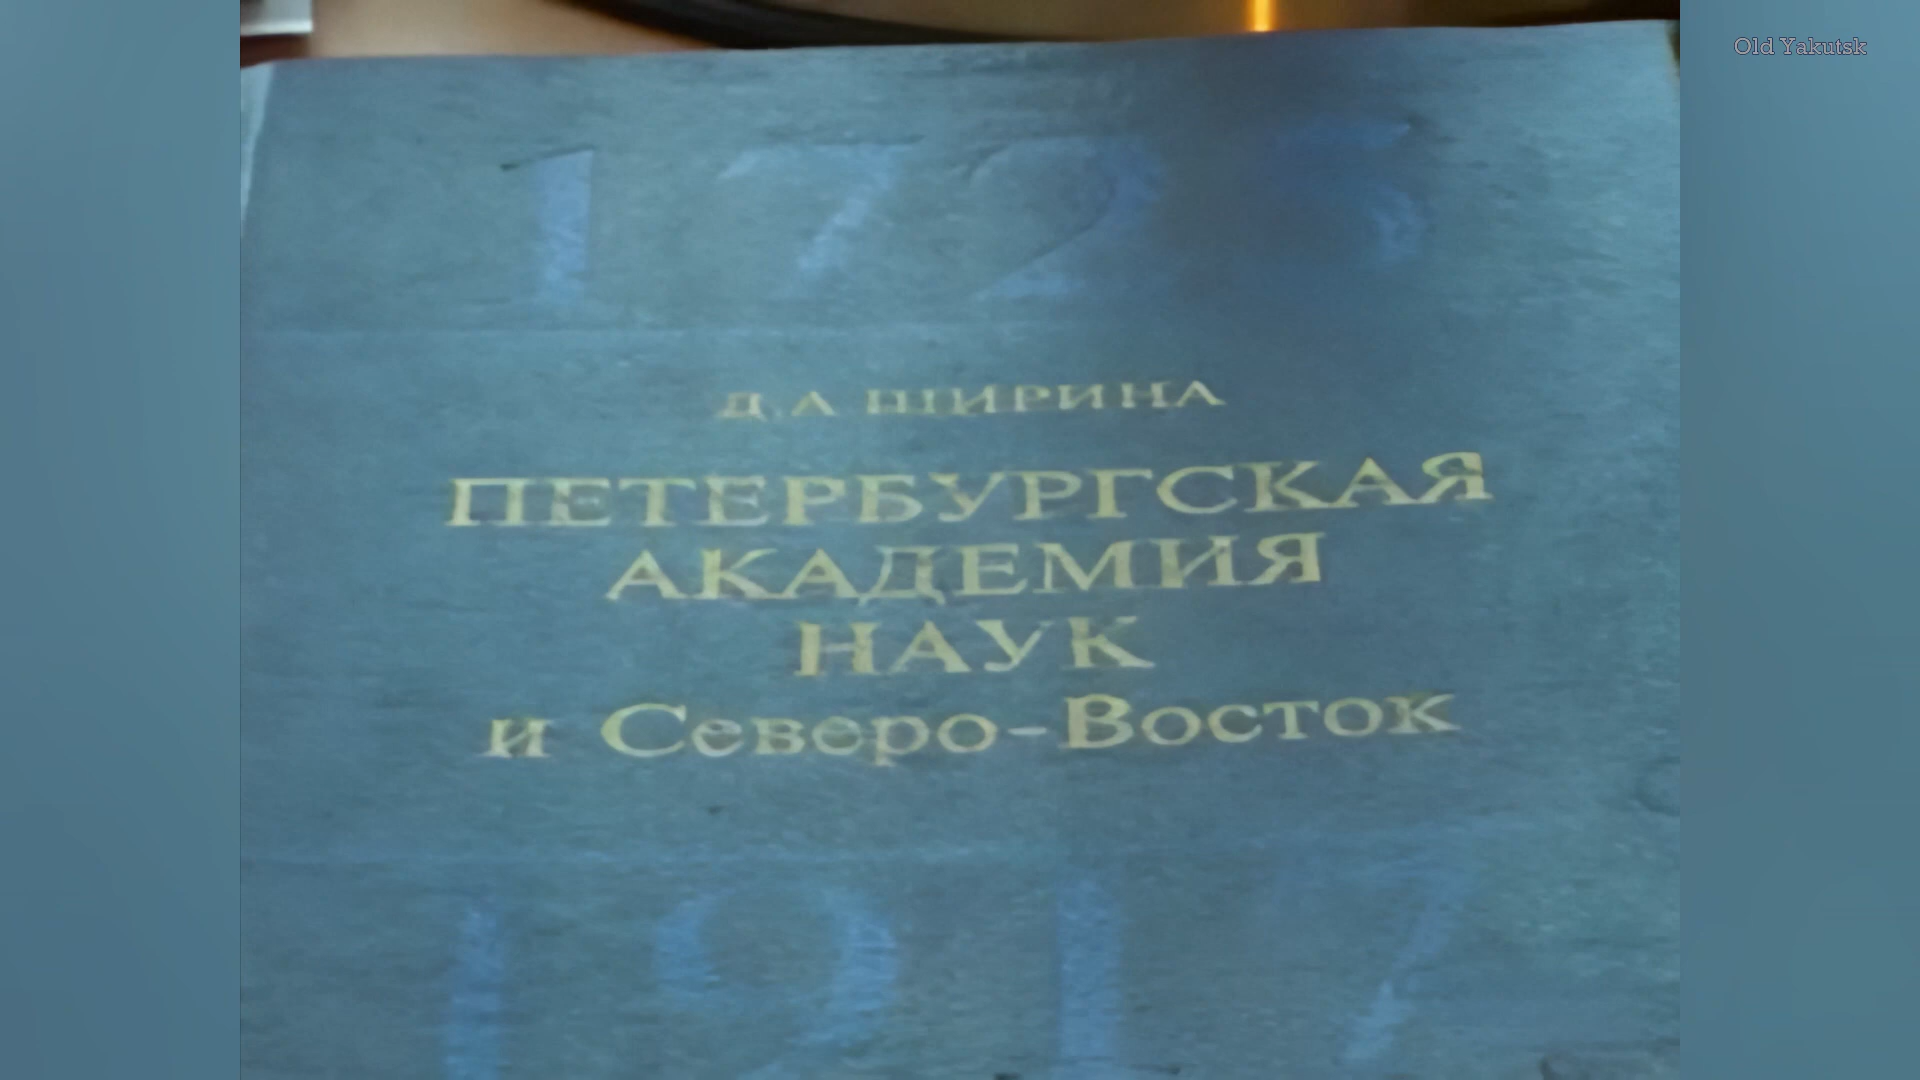 Old Yakutsk
1725
Д.А ШИРИНА
ПЕТЕРБУРГСКАЯ
АКАДЕМИЯ
НАУК
и Северо-Восток
1917